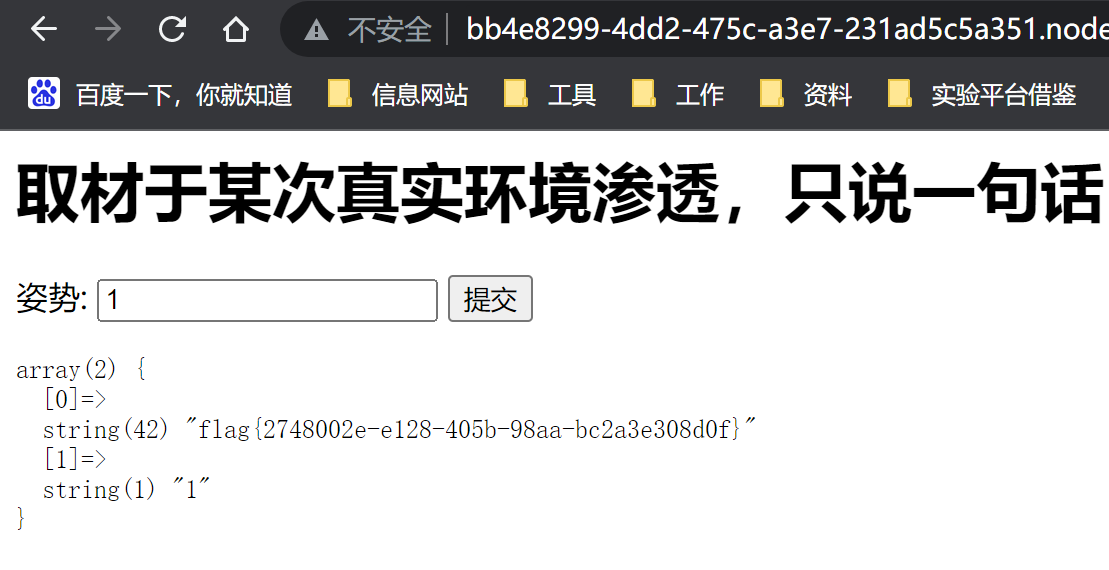 不安全 bb4e8299-4dd2-475c-a3e7-231ad5c5a351.node
du 百度一下，你就知道 信息网站 工具 工作 资料 实验平台借鉴
取材于某次真实环境渗透，只说一句话
姿势: 1 提交
array(2) {
[0]=>
string(42) "flag{2748002e-e128-405b-98aa-bc2a3e308d0f}"
[1]=>
string(1) "1"
}